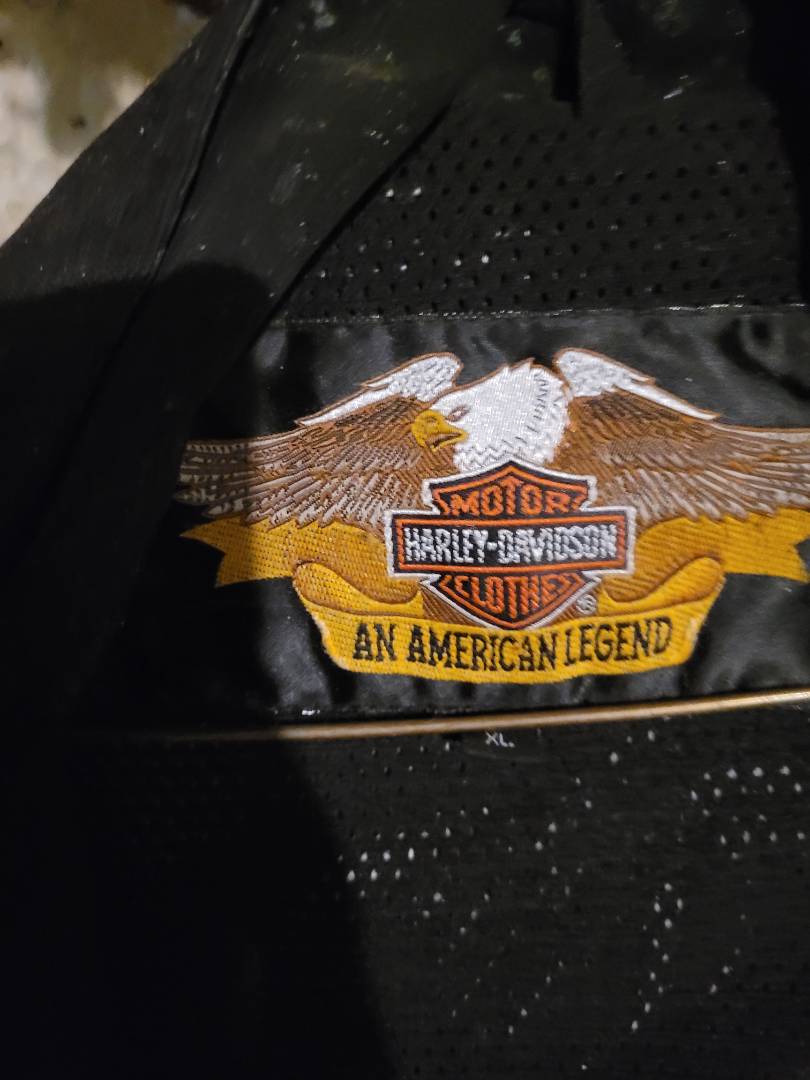 MOTOR
HARLEY-DAVIDSON
CLOTHES
®
AN AMERICAN LEGEND
XL